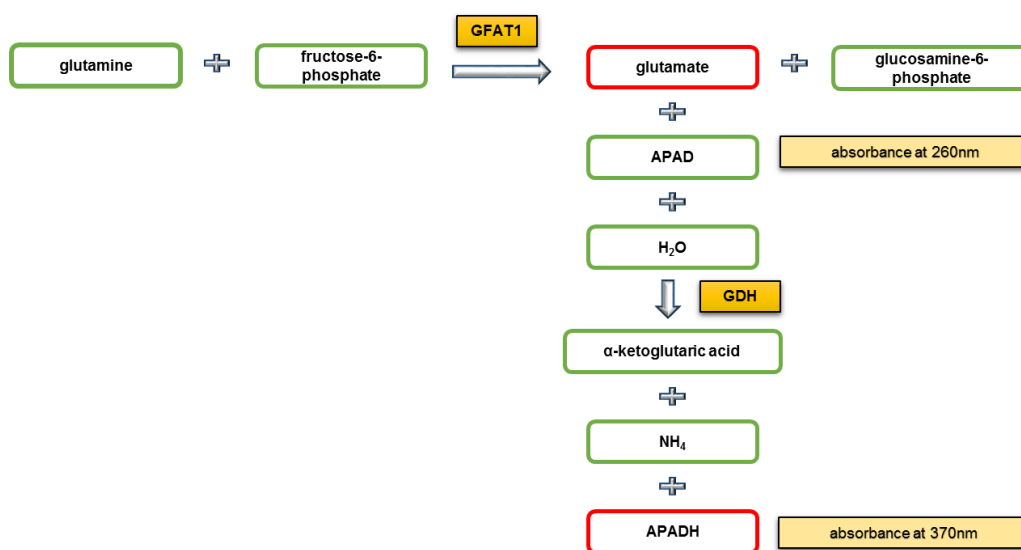 GFAT1
glutamine
fructose-6-
phosphate
glutamate
glucosamine-6-
phosphate
APAD
absorbance at 260nm
H₂O
GDH
α-ketoglutaric acid
NH₄
APADH
absorbance at 370nm